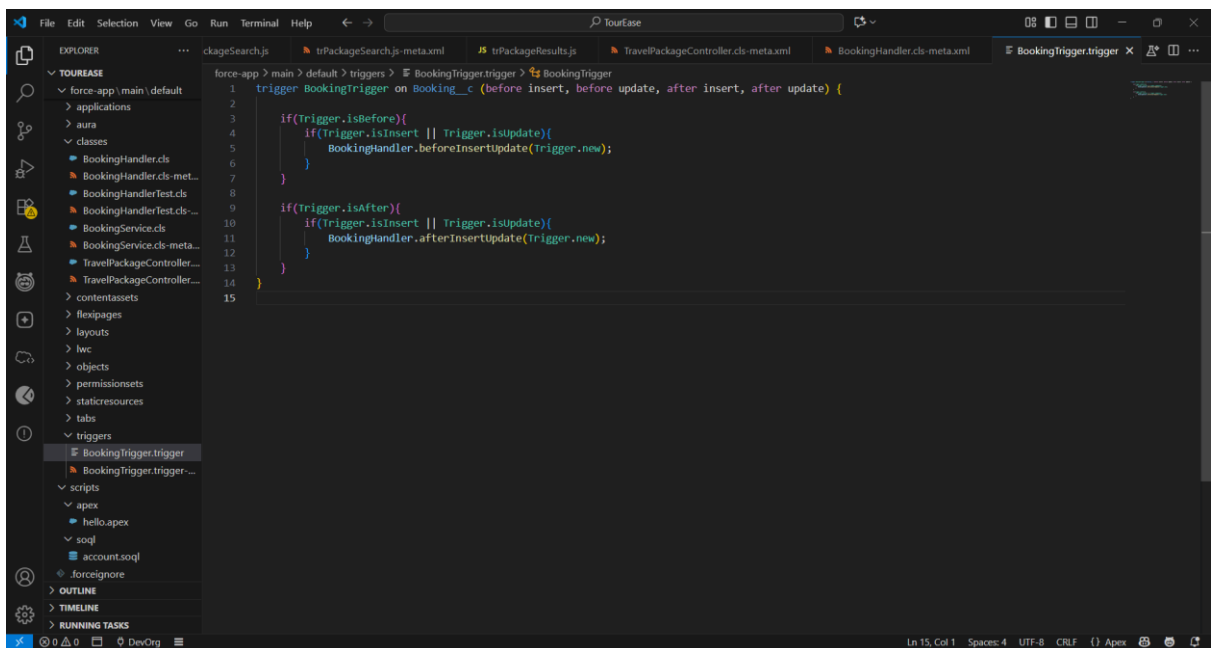 File Edit Selection View Go Run Terminal Help
TourEase
EXPLORER
ckageSearch.js
trPackageSearch.js-meta.xml
JS trPackageResults.js
TravelPackageController.cls-meta.xml
BookingHandler.cls-meta.xml
BookingTrigger.trigger
TOUREASE
force-app > main > default > triggers > BookingTrigger.trigger > BookingTrigger
force-app \ main \ default
applications
aura
classes
BookingHandler.cls
BookingHandler.cls-met...
BookingHandlerTest.cls
BookingHandlerTest.cls-...
BookingService.cls
BookingService.cls-meta...
TravelPackageController....
TravelPackageController....
contentassets
flexipages
layouts
lwc
objects
permissionsets
staticresources
tabs
triggers
BookingTrigger.trigger
BookingTrigger.trigger-...
scripts
apex
hello.apex
soql
account.soql
.forceignore
OUTLINE
TIMELINE
RUNNING TASKS
1 trigger BookingTrigger on Booking__c (before insert, before update, after insert, after update) {
2
3 if(Trigger.isBefore){
4 if(Trigger.isInsert || Trigger.isUpdate){
5 BookingHandler.beforeInsertUpdate(Trigger.new);
6 }
7 }
8
9 if(Trigger.isAfter){
10 if(Trigger.isInsert || Trigger.isUpdate){
11 BookingHandler.afterInsertUpdate(Trigger.new);
12 }
13 }
14 }
15
0 0 DevOrg
Ln 15, Col 1 Spaces: 4 UTF-8 CRLF {} Apex